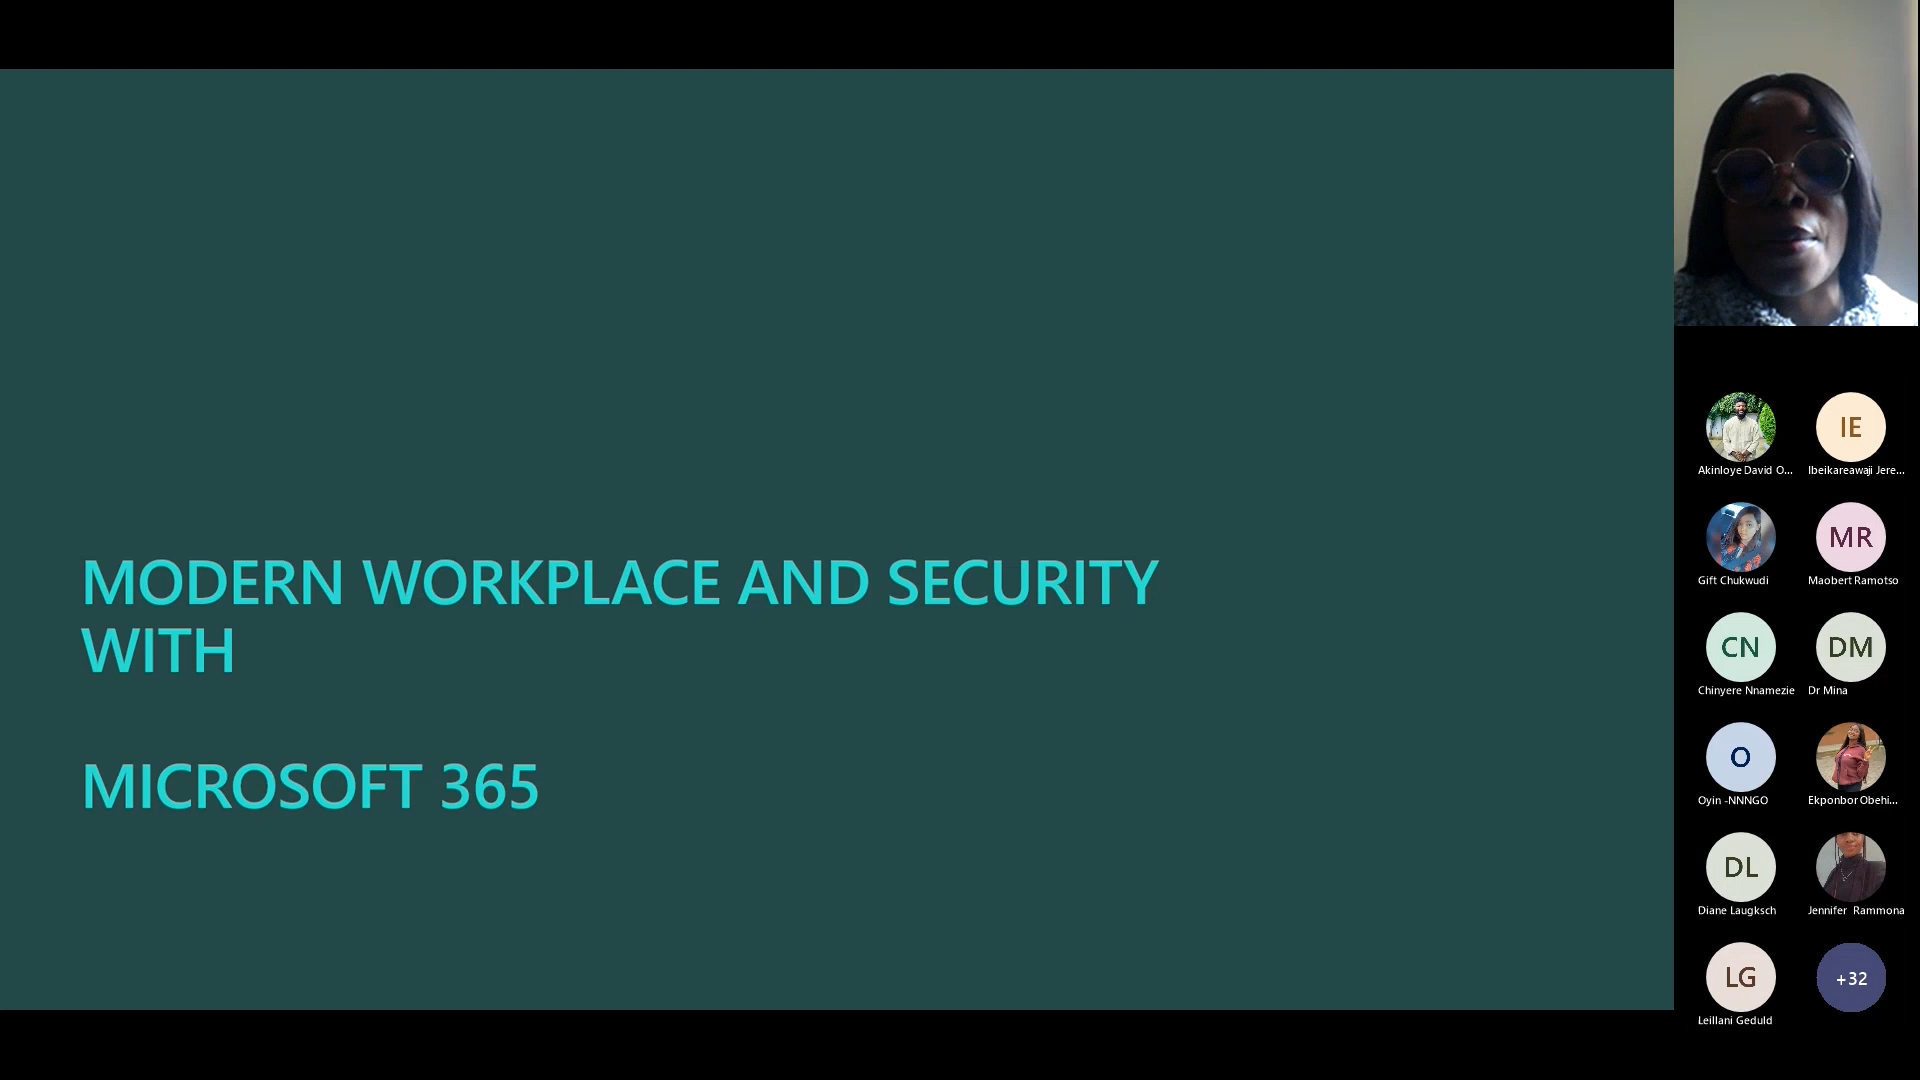 MODERN WORKPLACE AND SECURITY
WITH
MICROSOFT 365
IE
Akinloye David O...
Ibeikareawaji Jere...
MR
Gift Chukwudi
Maobert Ramotso
CN
DM
Chinyere Nnamezie
Dr Mina
O
Oyin -NNNGO
Ekponbor Obehi...
DL
Diane Laugksch
Jennifer Rammona
LG
+32
Leillani Geduld